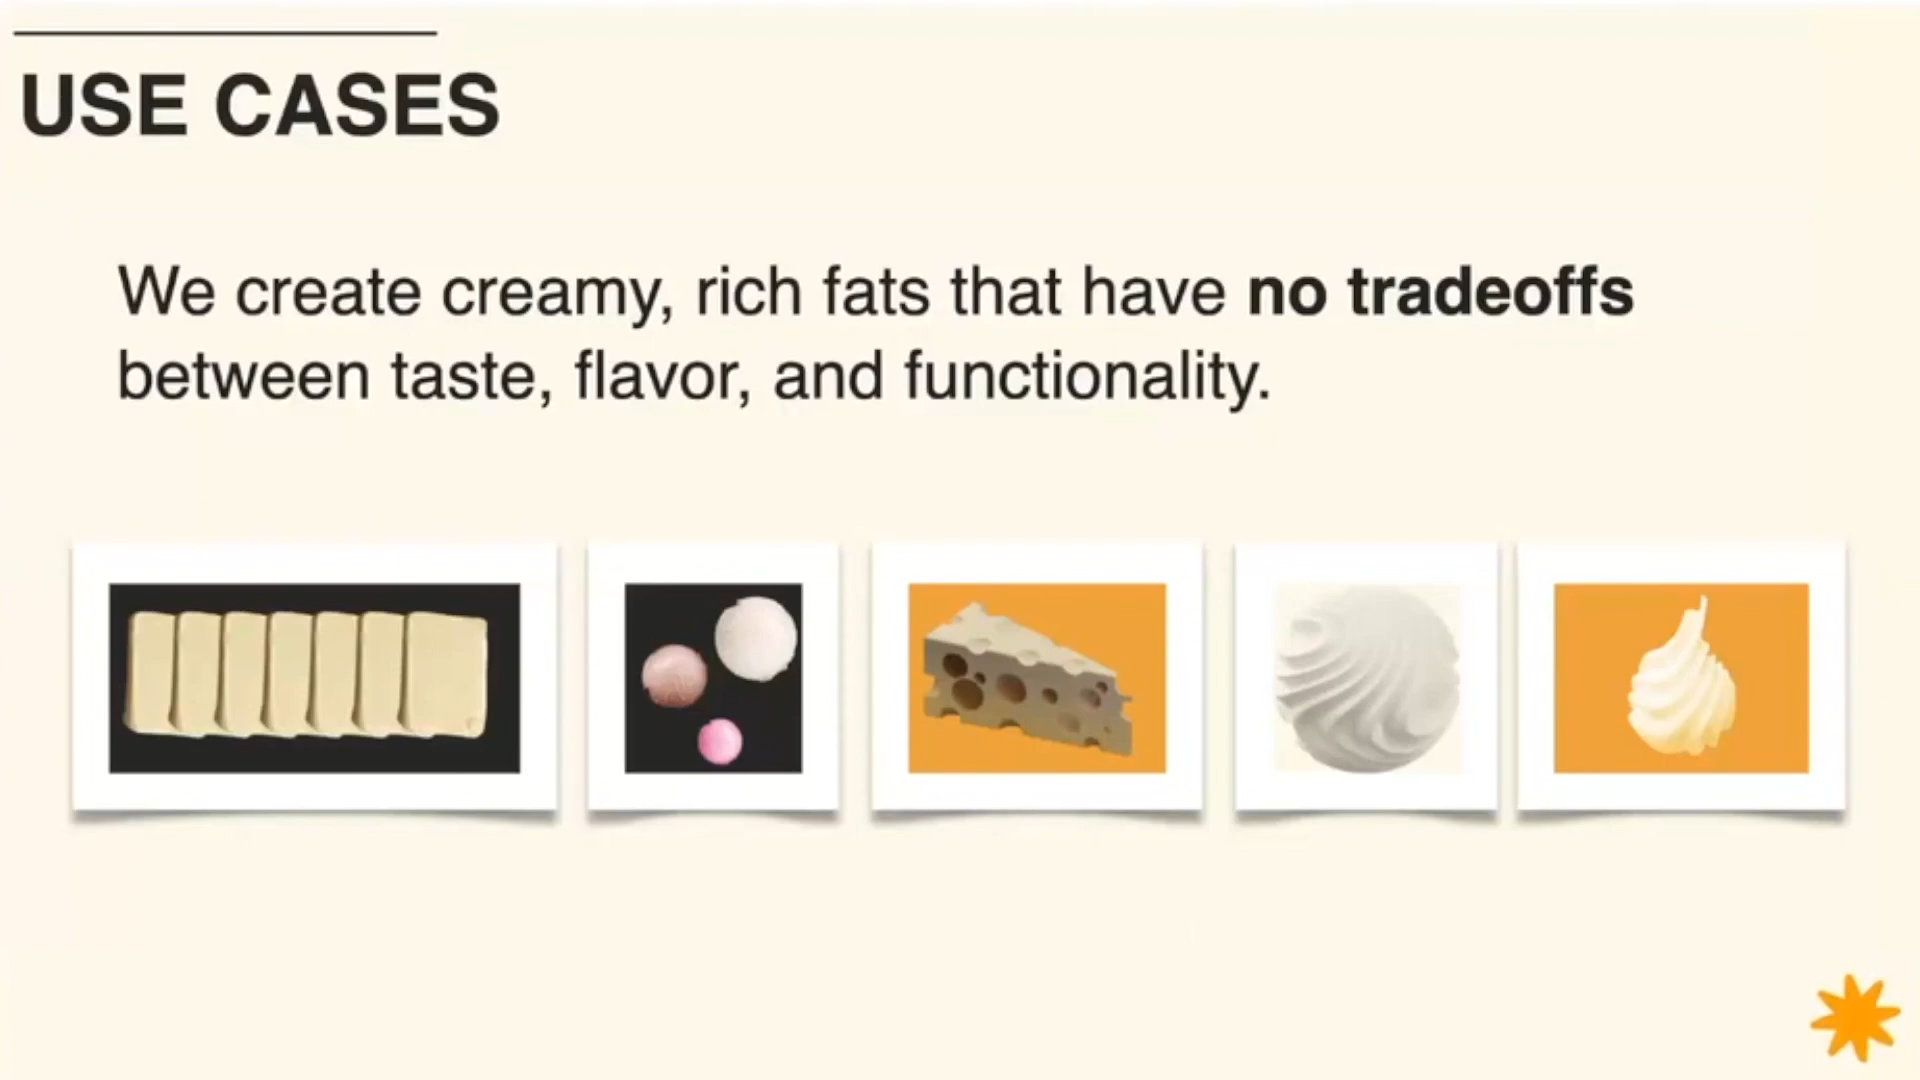 USE CASES
We create creamy, rich fats that have no tradeoffs
between taste, flavor, and functionality.